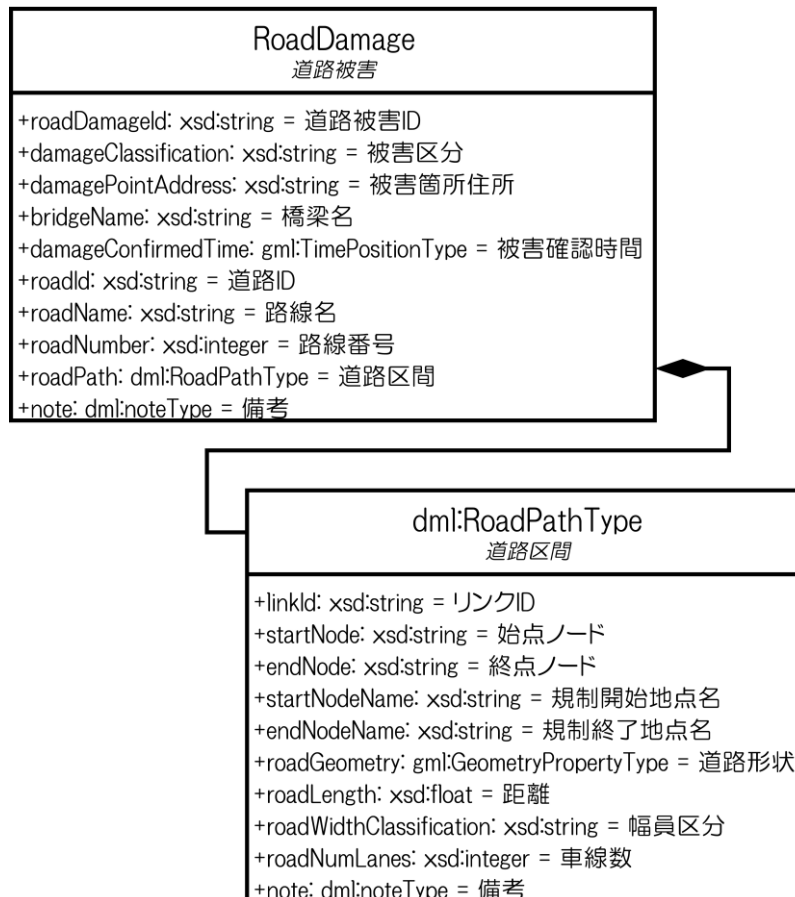 RoadDamage
道路被害
+roadDamageId: xsd:string = 道路被害ID
+damageClassification: xsd:string = 被害区分
+damagePointAddress: xsd:string = 被害箇所住所
+bridgeName: xsd:string = 橋梁名
+damageConfirmedTime: gml:TimePositionType = 被害確認時間
+roadId: xsd:string = 道路ID
+roadName: xsd:string = 路線名
+roadNumber: xsd:integer = 路線番号
+roadPath: dml:RoadPathType = 道路区間
+note: dml:noteType = 備考
dml:RoadPathType
道路区間
+linkId: xsd:string = リンクID
+startNode: xsd:string = 始点ノード
+endNode: xsd:string = 終点ノード
+startNodeName: xsd:string = 規制開始地点名
+endNodeName: xsd:string = 規制終了地点名
+roadGeometry: gml:GeometryPropertyType = 道路形状
+roadLength: xsd:float = 距離
+roadWidthClassification: xsd:string = 幅員区分
+roadNumLanes: xsd:integer = 車線数
+note: dml:noteType = 備考